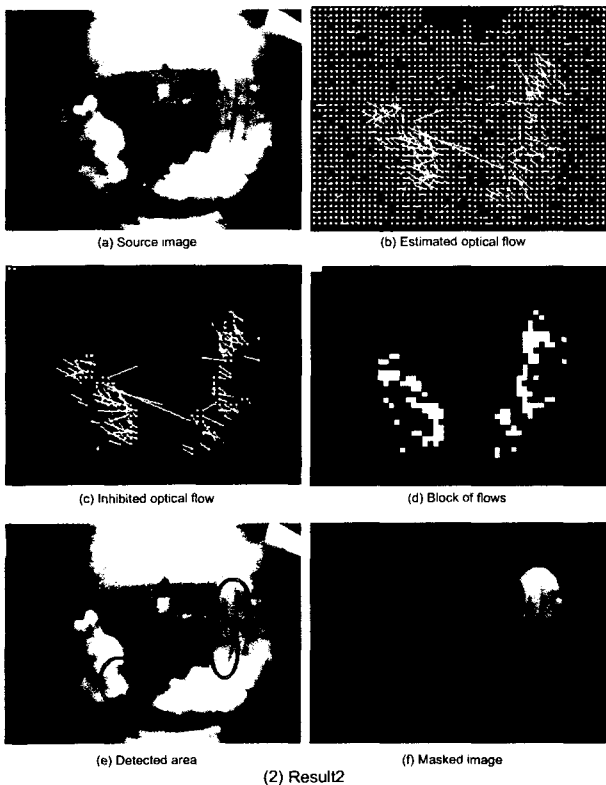 (a) Source image
(b) Estimated optical flow
(c) Inhibited optical flow
(d) Block of flows
(e) Detected area
(f) Masked image
(2) Result2